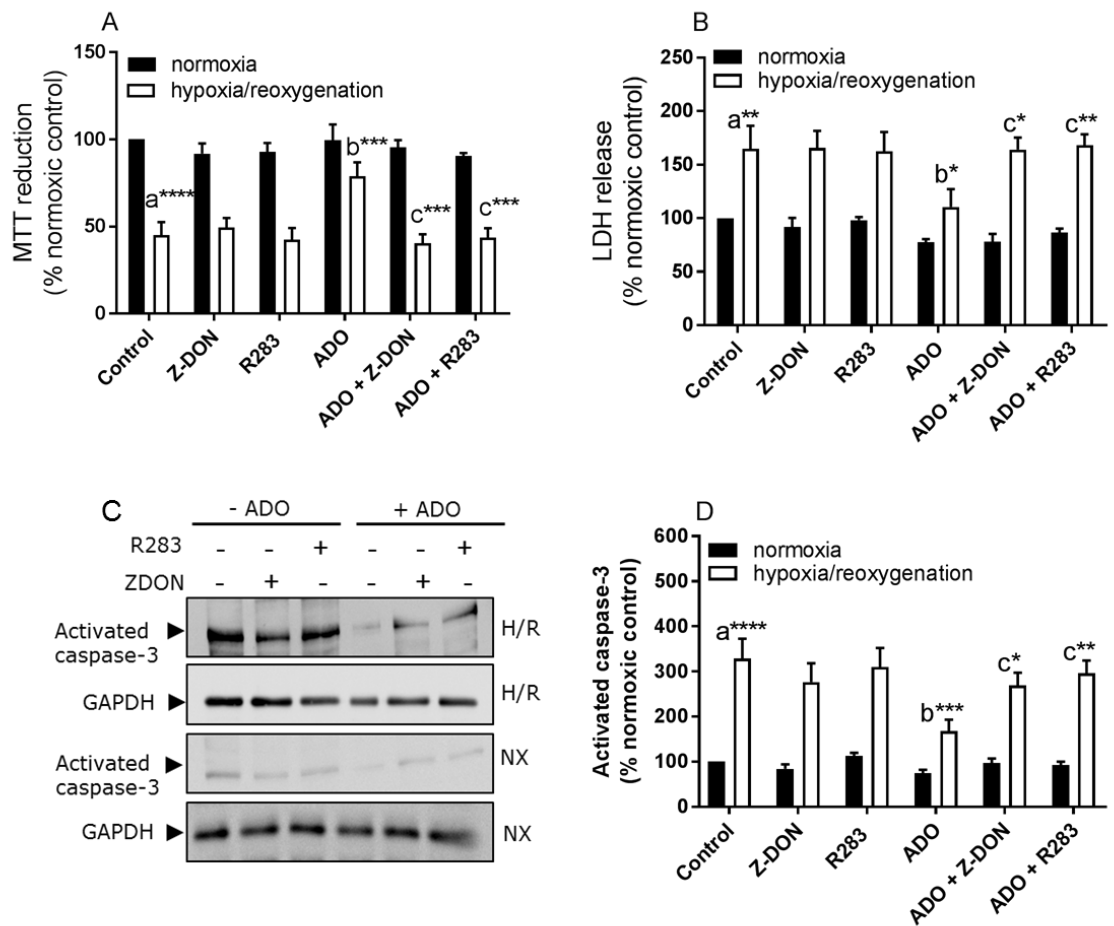 A
MTT reduction
(% normoxic control)
150
100
50
0
normoxia
hypoxia/reoxygenation
a****
b***
c***
c***
Control
Z-DON
R283
ADO
ADO + Z-DON
ADO + R283
B
LDH release
(% normoxic control)
250
200
150
100
50
0
normoxia
hypoxia/reoxygenation
a**
b*
c*
c**
Control
Z-DON
R283
ADO
ADO + Z-DON
ADO + R283
C
- ADO + ADO
R283 - - + - - +
ZDON - + - - + -
Activated
caspase-3
H/R
GAPDH H/R
Activated
caspase-3
NX
GAPDH NX
D
Activated caspase-3
(% normoxic control)
600
500
400
300
200
100
0
normoxia
hypoxia/reoxygenation
a****
b***
c*
c**
Control
Z-DON
R283
ADO
ADO + Z-DON
ADO + R283